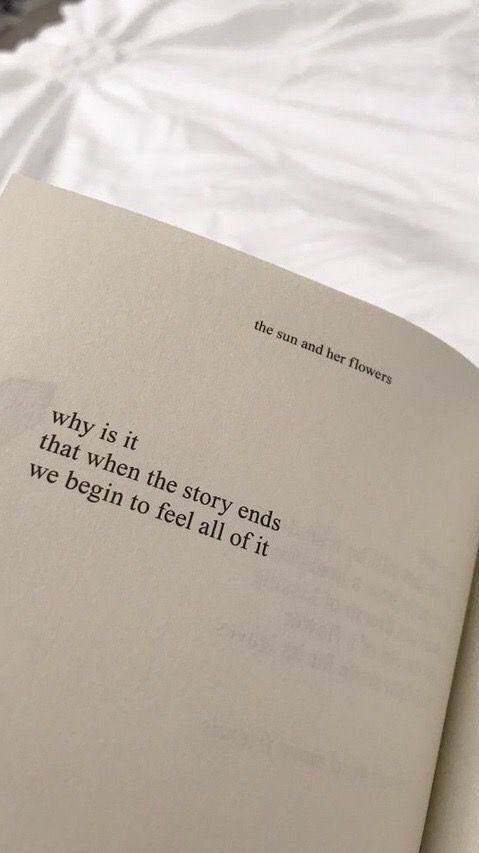 the sun and her flowers
why is it
that when the story ends
we begin to feel all of it